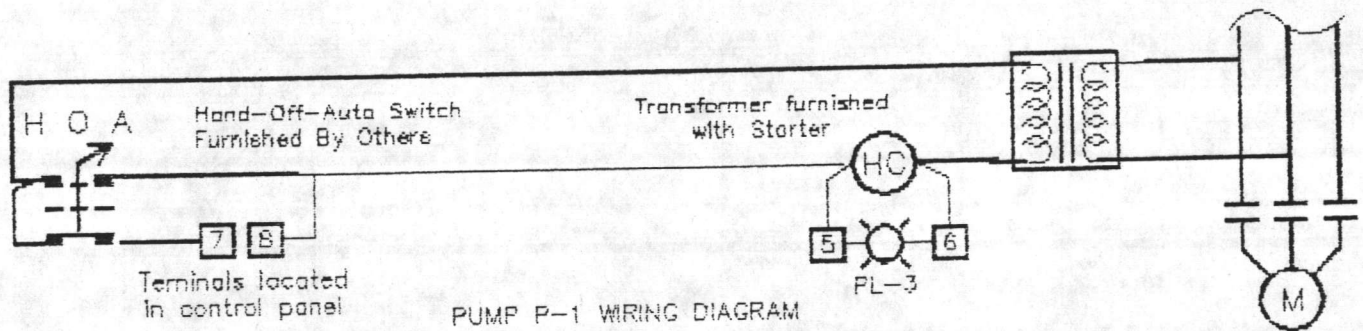 H O A
Hand-Off-Auto Switch
Furnished By Others
Transformer furnished
with Starter
HC
7 8
5 6
PL-3
Terninals located
in control panel
M
PUMP P-1 WIRING DIAGRAM